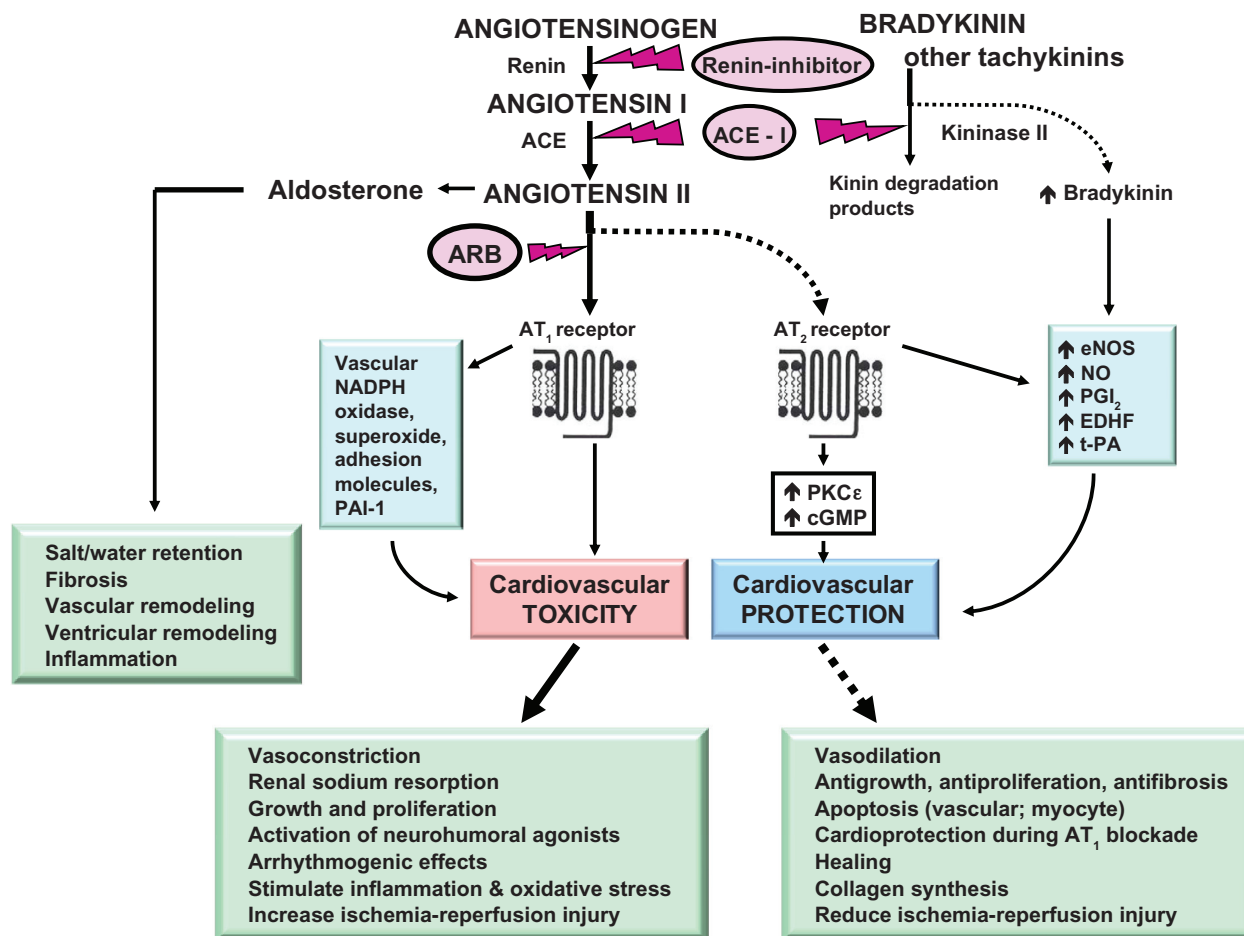 ANGIOTENSINOGEN
BRADYKININ
other tachykinins
Renin
Renin-inhibitor
ANGIOTENSIN I
ACE
ACE - I
Kininase II
Aldosterone
ANGIOTENSIN II
Kinin degradation
products
Bradykinin
ARB
AT₁ receptor
AT₂ receptor
Vascular
NADPH
oxidase,
superoxide,
adhesion
molecules,
PAI-1
eNOS
NO
PGI₂
EDHF
t-PA
PKCε
cGMP
Salt/water retention
Fibrosis
Vascular remodeling
Ventricular remodeling
Inflammation
Cardiovascular
TOXICITY
Cardiovascular
PROTECTION
Vasoconstriction
Renal sodium resorption
Growth and proliferation
Activation of neurohumoral agonists
Arrhythmogenic effects
Stimulate inflammation & oxidative stress
Increase ischemia-reperfusion injury
Vasodilation
Antigrowth, antiproliferation, antifibrosis
Apoptosis (vascular; myocyte)
Cardioprotection during AT₁ blockade
Healing
Collagen synthesis
Reduce ischemia-reperfusion injury